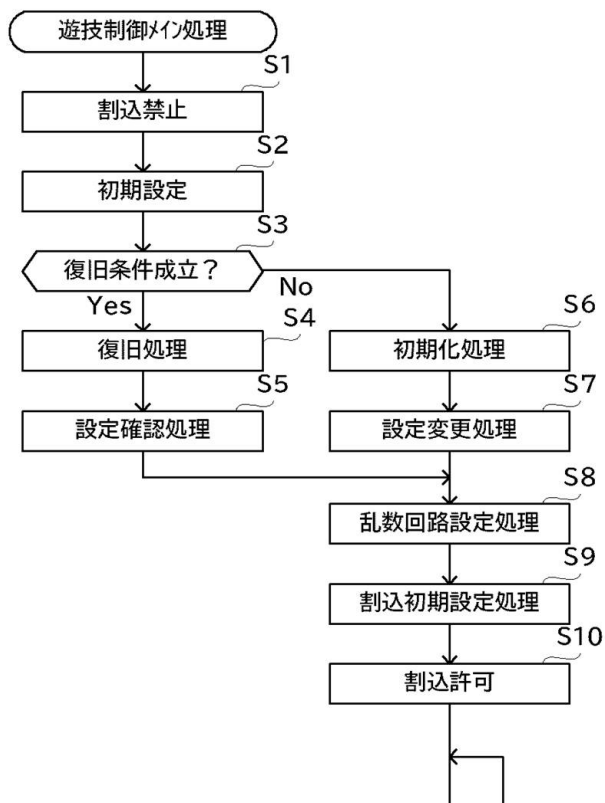 遊技制御メイン処理
S1
割込禁止
S2
初期設定
S3
復旧条件成立？
Yes
No
S4
復旧処理
S5
設定確認処理
S6
初期化処理
S7
設定変更処理
S8
乱数回路設定処理
S9
割込初期設定処理
S10
割込許可